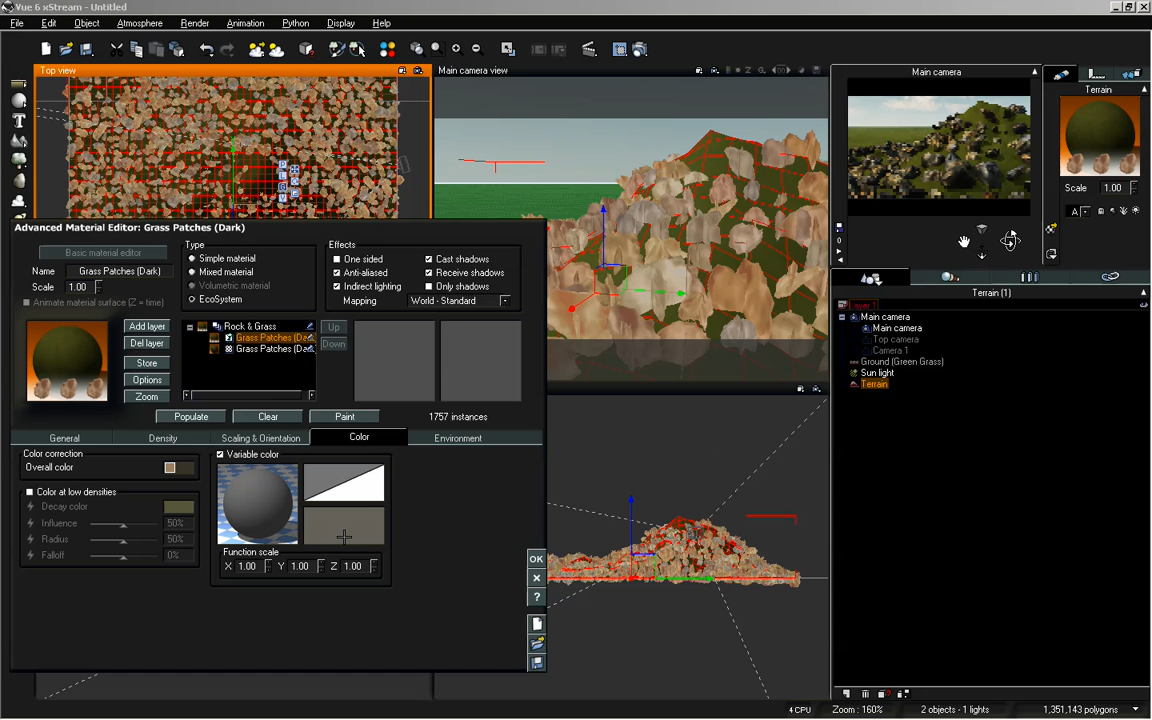 Vue 6 xStream - Untitled
File Edit Object Atmosphere Render Animation Python Display Help
Top view
Main camera view
Main camera
Terrain
Scale 1.00
A
Advanced Material Editor: Grass Patches (Dark)
Basic material editor
Name Grass Patches (Dark)
Scale 1.00
Animate material surface (Z = time)
Type
Simple material
Mixed material
Volumetric material
EcoSystem
Effects
One sided
Anti-aliased
Indirect lighting
Cast shadows
Receive shadows
Only shadows
Mapping World - Standard
Add layer
Del layer
Store
Options
Zoom
Rock & Grass
Grass Patches (Da
Grass Patches (Da
Up
Down
Populate Clear Paint 1757 instances
General Density Scaling & Orientation Color Environment
Color correction
Overall color
Color at low densities
Decay color
Influence 50%
Radius 50%
Falloff 0%
Variable color
Function scale
X 1.00 Y 1.00 Z 1.00
OK
Terrain (1)
Layer 1
Main camera
Main camera
Top camera
Camera 1
Ground (Green Grass)
Sun light
Terrain
4 CPU Zoom : 160% 2 objects - 1 lights 1,351,143 polygons